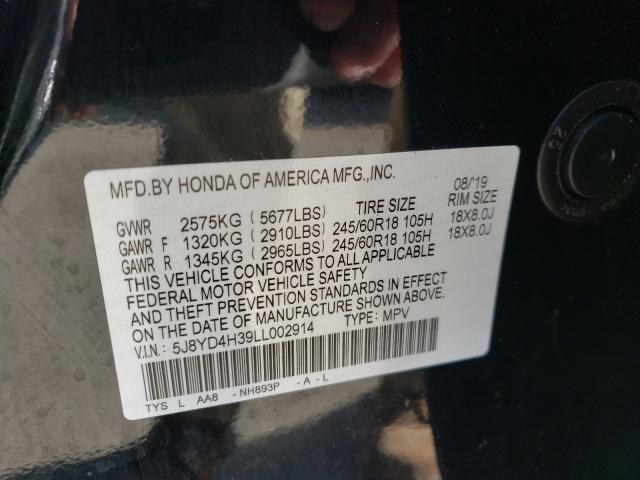 MFD.BY HONDA OF AMERICA MFG.,INC. 08/19
TIRE SIZE RIM SIZE
GVWR 2575KG ( 5677LBS)
GAWR F 1320KG ( 2910LBS) 245/60R18 105H 18X8.0J
GAWR R 1345KG ( 2965LBS) 245/60R18 105H 18X8.0J
THIS VEHICLE CONFORMS TO ALL APPLICABLE
FEDERAL MOTOR VEHICLE SAFETY
AND THEFT PREVENTION STANDARDS IN EFFECT
ON THE DATE OF MANUFACTURE SHOWN ABOVE.
V.I.N.: 5J8YD4H39LL002914 TYPE: MPV
TYS L AA8 -NH893P -A-L